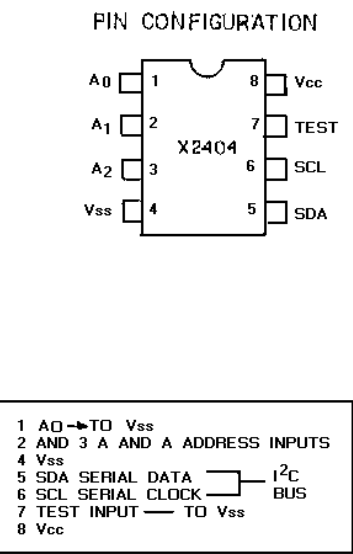 PIN CONFIGURATION
A0 1 8 Vcc
A1 2 7 TEST
X2404
A2 3 6 SCL
Vss 4 5 SDA
1 A0→TO Vss
2 AND 3 A AND A ADDRESS INPUTS
4 Vss
5 SDA SERIAL DATA
6 SCL SERIAL CLOCK
I²C
BUS
7 TEST INPUT — TO Vss
8 Vcc